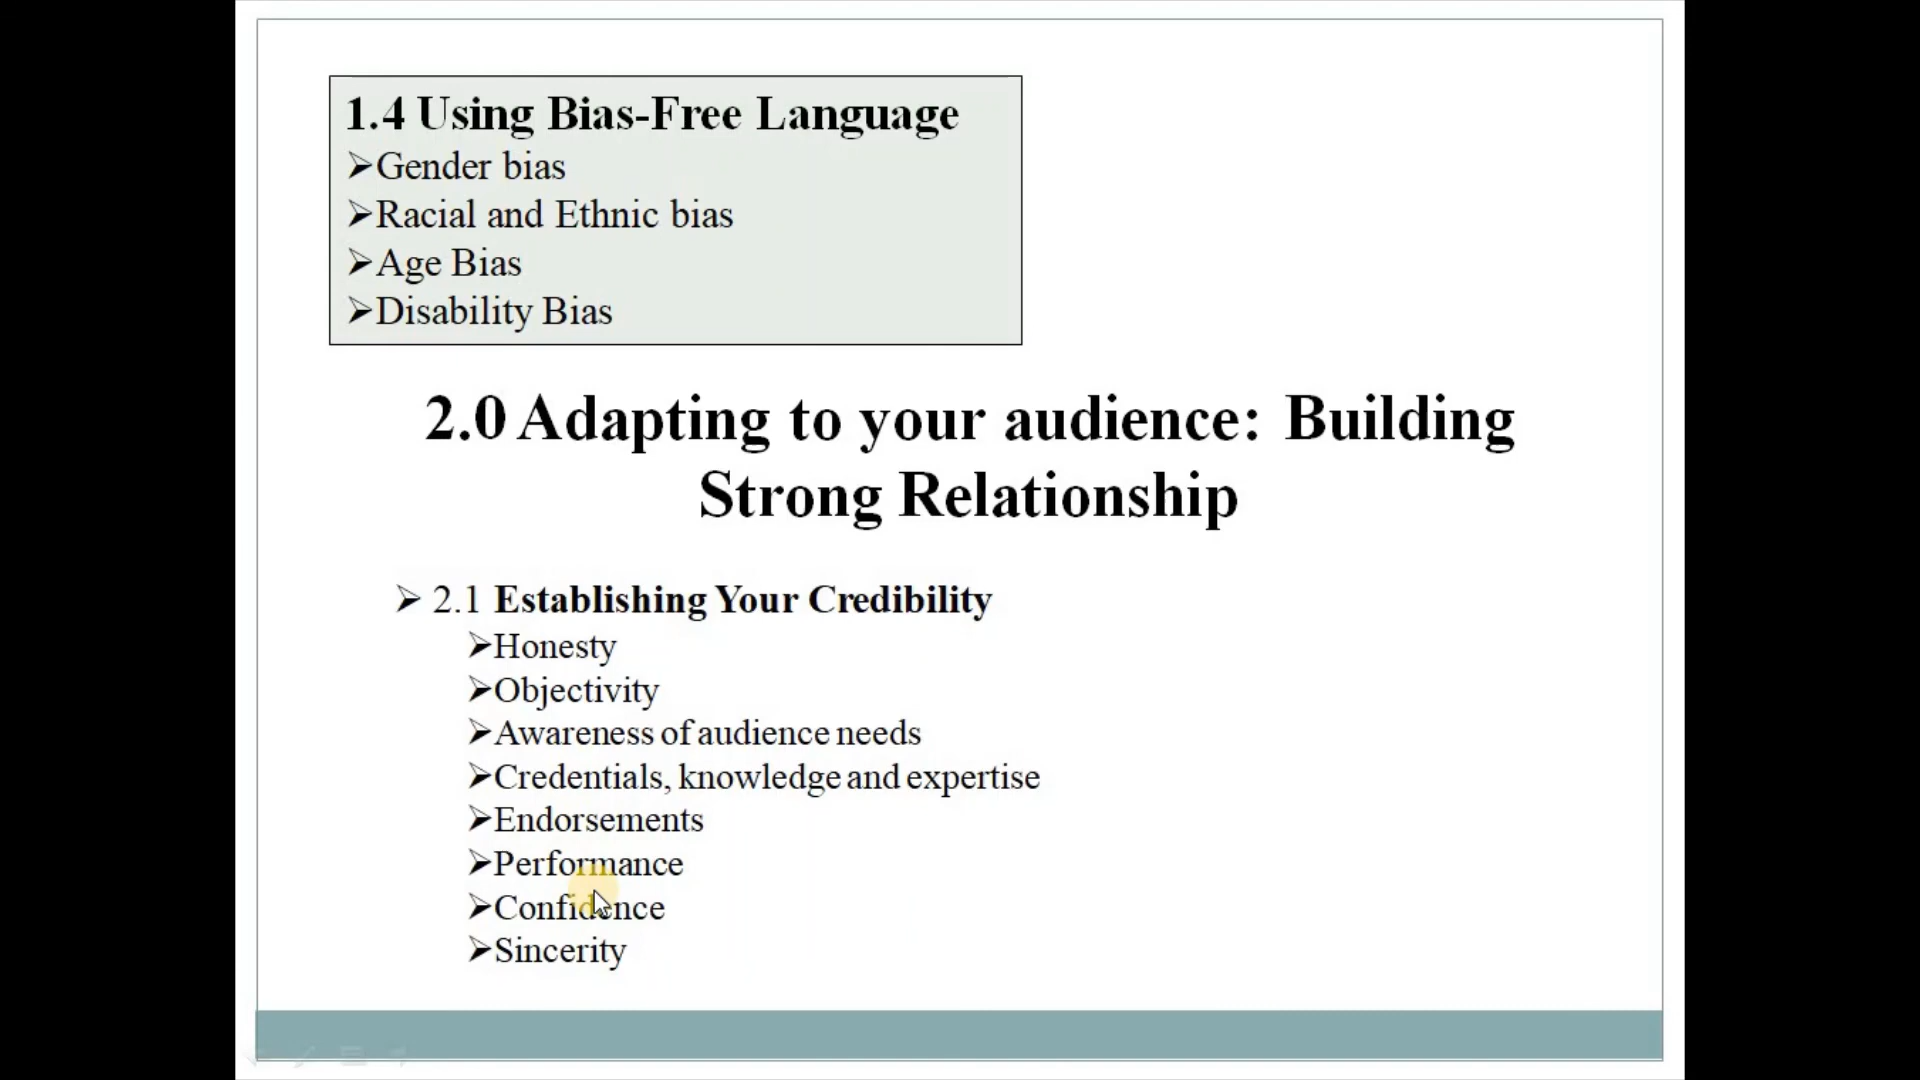 1.4 Using Bias-Free Language
➢Gender bias
➢Racial and Ethnic bias
➢Age Bias
➢Disability Bias
2.0 Adapting to your audience: Building
Strong Relationship
➢ 2.1 Establishing Your Credibility
➢Honesty
➢Objectivity
➢Awareness of audience needs
➢Credentials, knowledge and expertise
➢Endorsements
➢Performance
➢Confidence
➢Sincerity